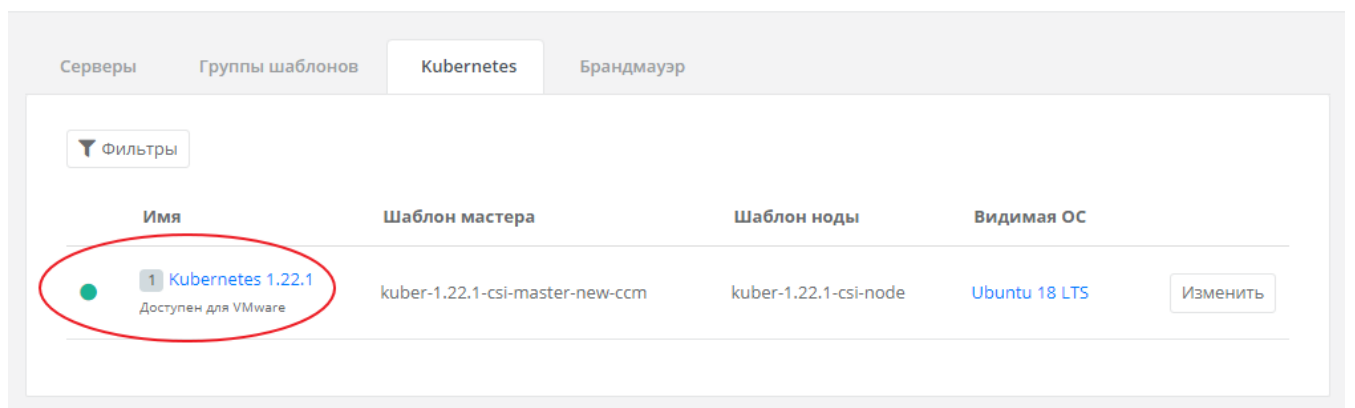 Серверы Группы шаблонов Kubernetes Брандмауэр
Фильтры
Имя Шаблон мастера Шаблон ноды Видимая ОС
1 Kubernetes 1.22.1
Доступен для VMware
kuber-1.22.1-csi-master-new-ccm kuber-1.22.1-csi-node Ubuntu 18 LTS Изменить